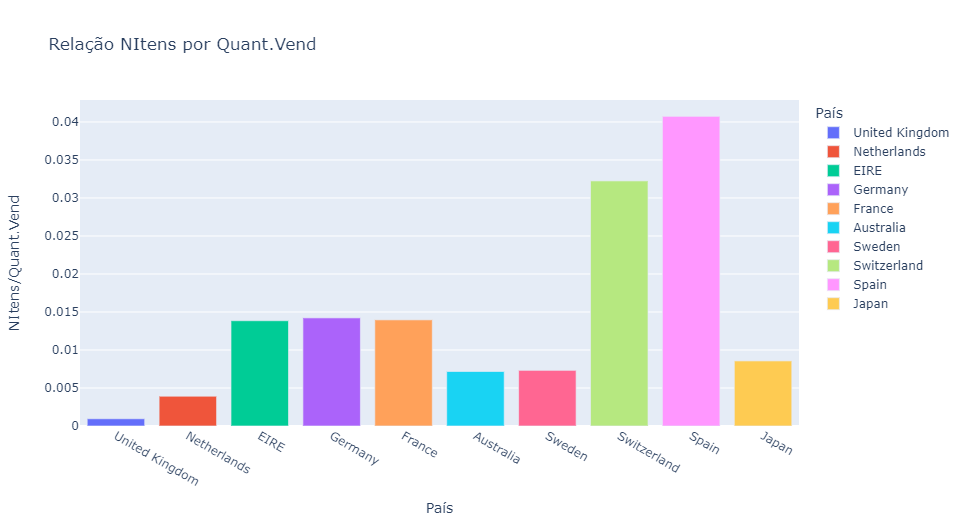 Relação NItens por Quant.Vend
NItens/Quant.Vend
0.04
0.035
0.03
0.025
0.02
0.015
0.01
0.005
0
United Kingdom
Netherlands
EIRE
Germany
France
Australia
Sweden
Switzerland
Spain
Japan
País
País
United Kingdom
Netherlands
EIRE
Germany
France
Australia
Sweden
Switzerland
Spain
Japan